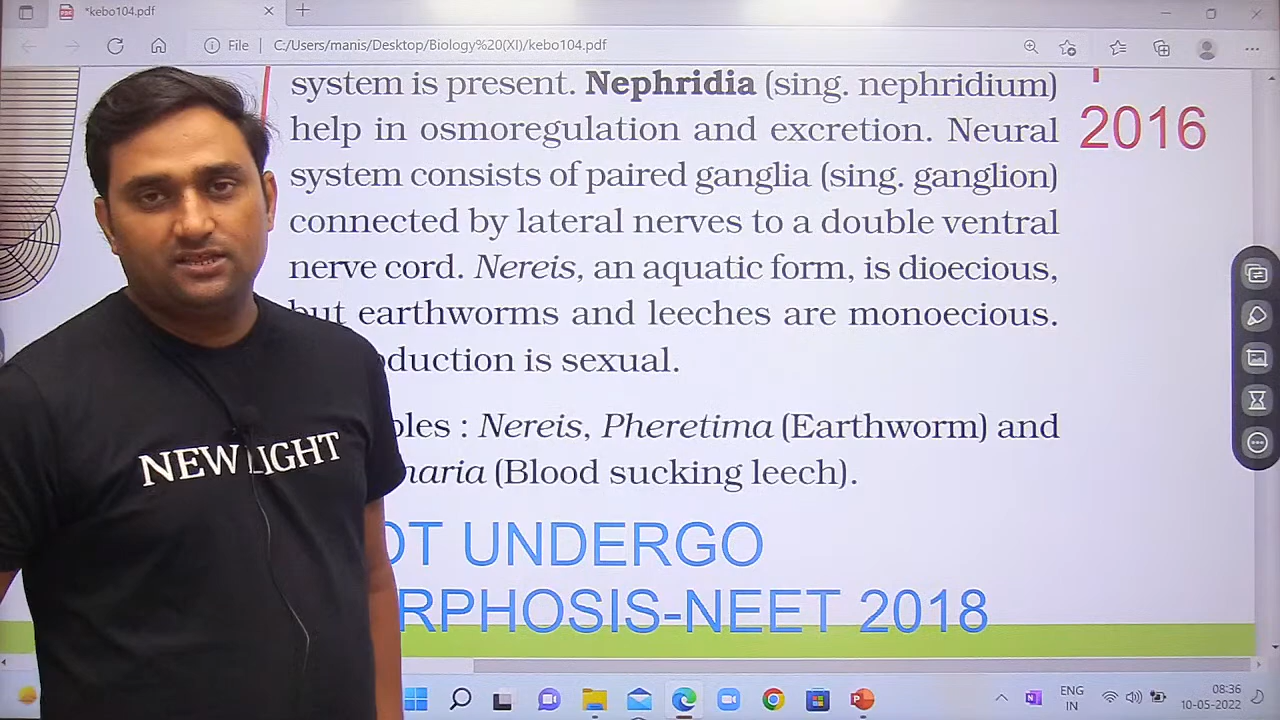 *kebo104.pdf
File
C:/Users/manis/Desktop/Biology%20(XI)/kebo104.pdf
system is present. Nephridia (sing. nephridium)
help in osmoregulation and excretion. Neural
system consists of paired ganglia (sing. ganglion)
connected by lateral nerves to a double ventral
nerve cord. Nereis, an aquatic form, is dioecious,
but earthworms and leeches are monoecious.
oduction is sexual.
2016
ples : Nereis, Pheretima (Earthworm) and
naria (Blood sucking leech).
OT UNDERGO
RPHOSIS-NEET 2018
NEW LIGHT
ENG
IN
08:36
10-05-2022